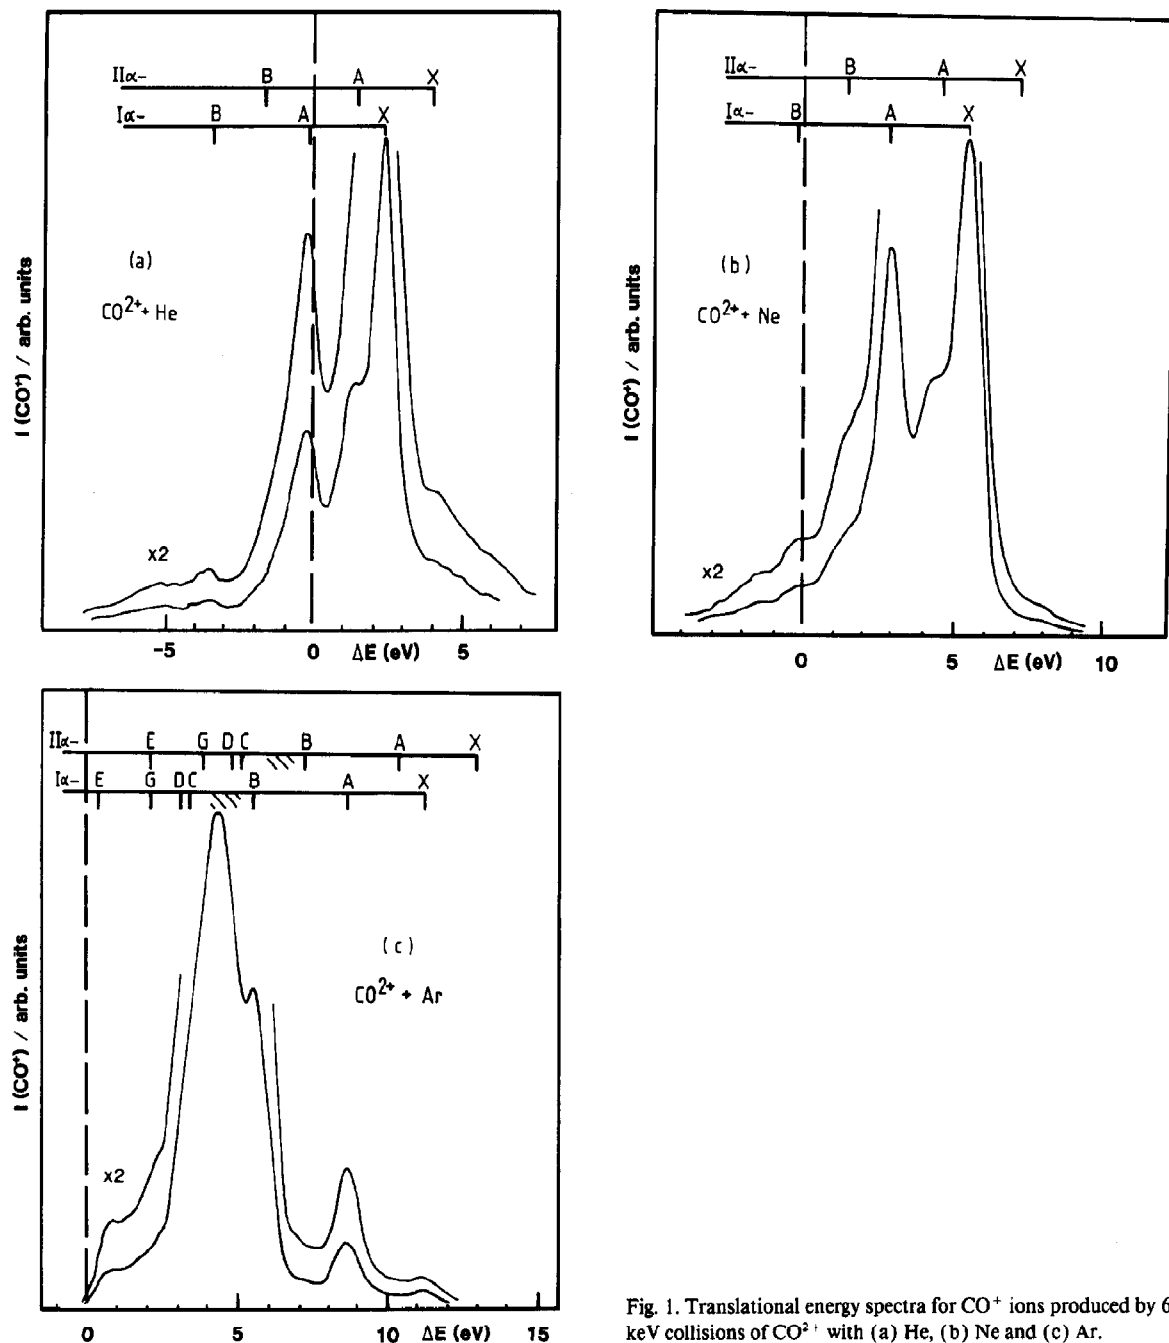 IIα- B A X
Iα- B A X
(a)
CO²⁺ + He
x2
I (CO⁺) / arb. units
-5 0 ΔE (eV) 5
IIα- B A X
Iα- B A X
(b)
CO²⁺ + Ne
x2
I (CO⁺) / arb. units
0 5 ΔE (eV) 10
IIα- E G D C B A X
Iα- E G D C B A X
(c)
CO²⁺ + Ar
x2
I (CO⁺) / arb. units
0 5 ΔE (eV) 10 15
Fig. 1. Translational energy spectra for CO⁺ ions produced by 6
keV collisions of CO²⁺ with (a) He, (b) Ne and (c) Ar.